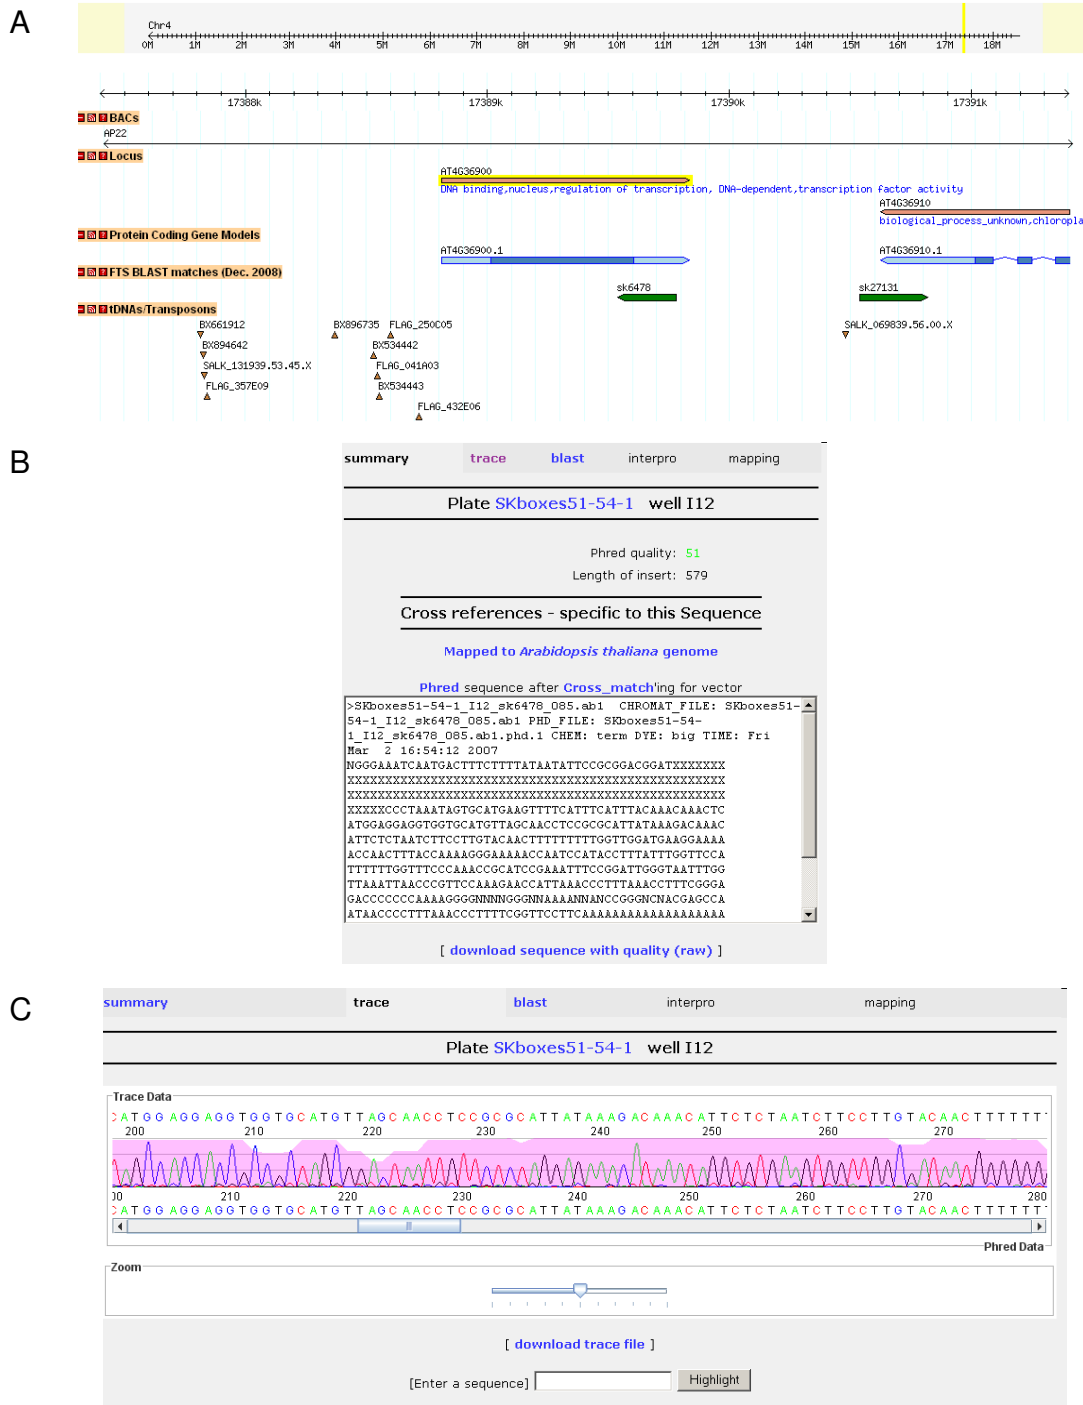 A
Chr4
0M 1M 2M 3M 4M 5M 6M 7M 8M 9M 10M 11M 12M 13M 14M 15M 16M 17M 18M
17388k 17389k 17390k 17391k
BACs
AP22
Locus
AT4G36900
DNA binding,nucleus,regulation of transcription, DNA-dependent,transcription factor activity
AT4G36910
biological_process_unknown,chloropla
Protein Coding Gene Models
AT4G36900.1 AT4G36910.1
FTS BLAST matches (Dec. 2008)
sk6478 sk27131
tDNAs/Transposons
BX661912 BX896735 FLAG_250C05 SALK_069839.56.00.X
BX894642 BX534442
SALK_131939.53.45.X FLAG_041A03
FLAG_357E09 BX534443
FLAG_432E06
B
summary trace blast interpro mapping
Plate SKboxes51-54-1 well I12
Phred quality: 51
Length of insert: 579
Cross references - specific to this Sequence
Mapped to Arabidopsis thaliana genome
Phred sequence after Cross_match'ing for vector
>SKboxes51-54-1_I12_sk6478_085.ab1 CHROMAT_FILE: SKboxes51-
54-1_I12_sk6478_085.ab1 PHD_FILE: SKboxes51-54-
1_I12_sk6478_085.ab1.phd.1 CHEM: term DYE: big TIME: Fri
Mar 2 16:54:12 2007
NGGGAAATCAATGACTTTCTTTTATAATATTCCGCGGACGGATXXXXXXX
XXXXXXXXXXXXXXXXXXXXXXXXXXXXXXXXXXXXXXXXXXXXXXXXXX
XXXXXXXXXXXXXXXXXXXXXXXXXXXXXXXXXXXXXXXXXXXXXXXXXX
XXXXXCCCTAAATAGTGCATGAAGTTTTCATTTCATTTACAAACAAACTC
ATGGAGGAGGTGGTGCATGTTAGCAACCTCCGCGCATTATAAAGACAAAC
ATTCTCTAATCTTCCTTGTACAACTTTTTTTTTGGTTGGATGAAGGAAAA
ACCAACTTTACCAAAAGGGAAAAACCAATCCATACCTTTATTTGGTTCCA
TTTTTTGGTTTCCCAAACCGCATCCGAAATTTCCGGATTGGGTAATTTGG
TTAAATTAACCCGTTCCAAAGAACCATTAAACCCTTTAAACCTTTCGGGA
GACCCCCCCAAAAGGGGNNNNGGGNNAAAANNANCCGGGNCNACGAGCCA
ATAACCCCTTTAAACCCTTTTCGGTTCCTTCAAAAAAAAAAAAAAAAAAA
[ download sequence with quality (raw) ]
C
summary trace blast interpro mapping
Plate SKboxes51-54-1 well I12
Trace Data
ATGGAGGAGGTGGTGCATGTTAGCAACCTCCGCGCATTATAAAGACAAACATTCTCTAATCTTCCTTGTACAACTTTTTTT
200 210 220 230 240 250 260 270
210 220 230 240 250 260 270 280
ATGGAGGAGGTGGTGCATGTTAGCAACCTCCGCGCATTATAAAGACAAACATTCTCTAATCTTCCTTGTACAACTTTTTTT
Phred Data
Zoom
[ download trace file ]
[Enter a sequence] Highlight